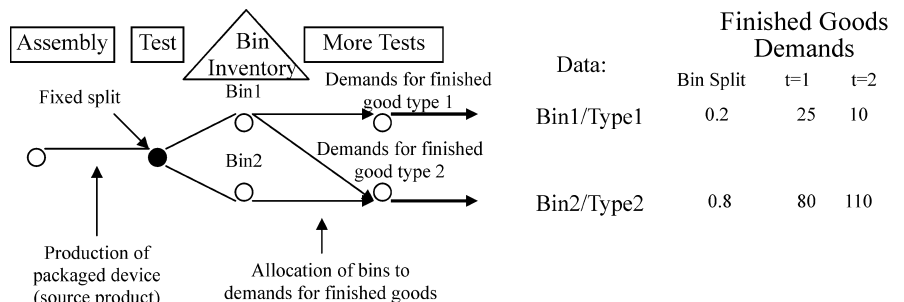 Assembly
Test
Bin
Inventory
More Tests
Fixed split
Bin1
Demands for finished
good type 1
Bin2
Demands for finished
good type 2
Production of
packaged device
(source product)
Allocation of bins to
demands for finished goods
Finished Goods
Demands
Data:
Bin Split t=1 t=2
Bin1/Type1 0.2 25 10
Bin2/Type2 0.8 80 110